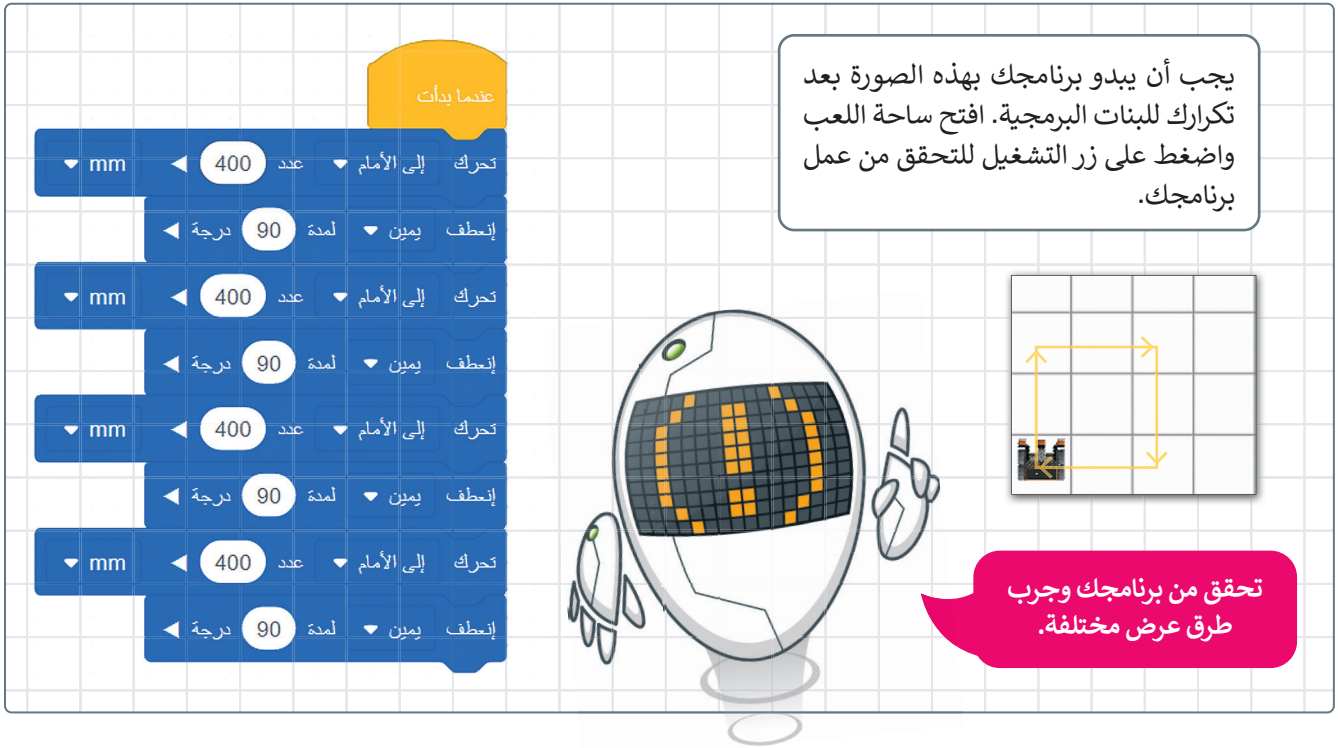 يجب أن يبدو برنامجك بهذه الصورة بعد
تكرارك للبنات البرمجية. افتح ساحة اللعب
واضغط على زر التشغيل للتحقق من عمل
برنامجك.
عندما بدأت
تحرك إلى الأمام عدد 400 mm
إنعطف يمين لمدة 90 درجة
تحرك إلى الأمام عدد 400 mm
إنعطف يمين لمدة 90 درجة
تحرك إلى الأمام عدد 400 mm
إنعطف يمين لمدة 90 درجة
تحرك إلى الأمام عدد 400 mm
إنعطف يمين لمدة 90 درجة
تحقق من برنامجك وجرب
طرق عرض مختلفة.